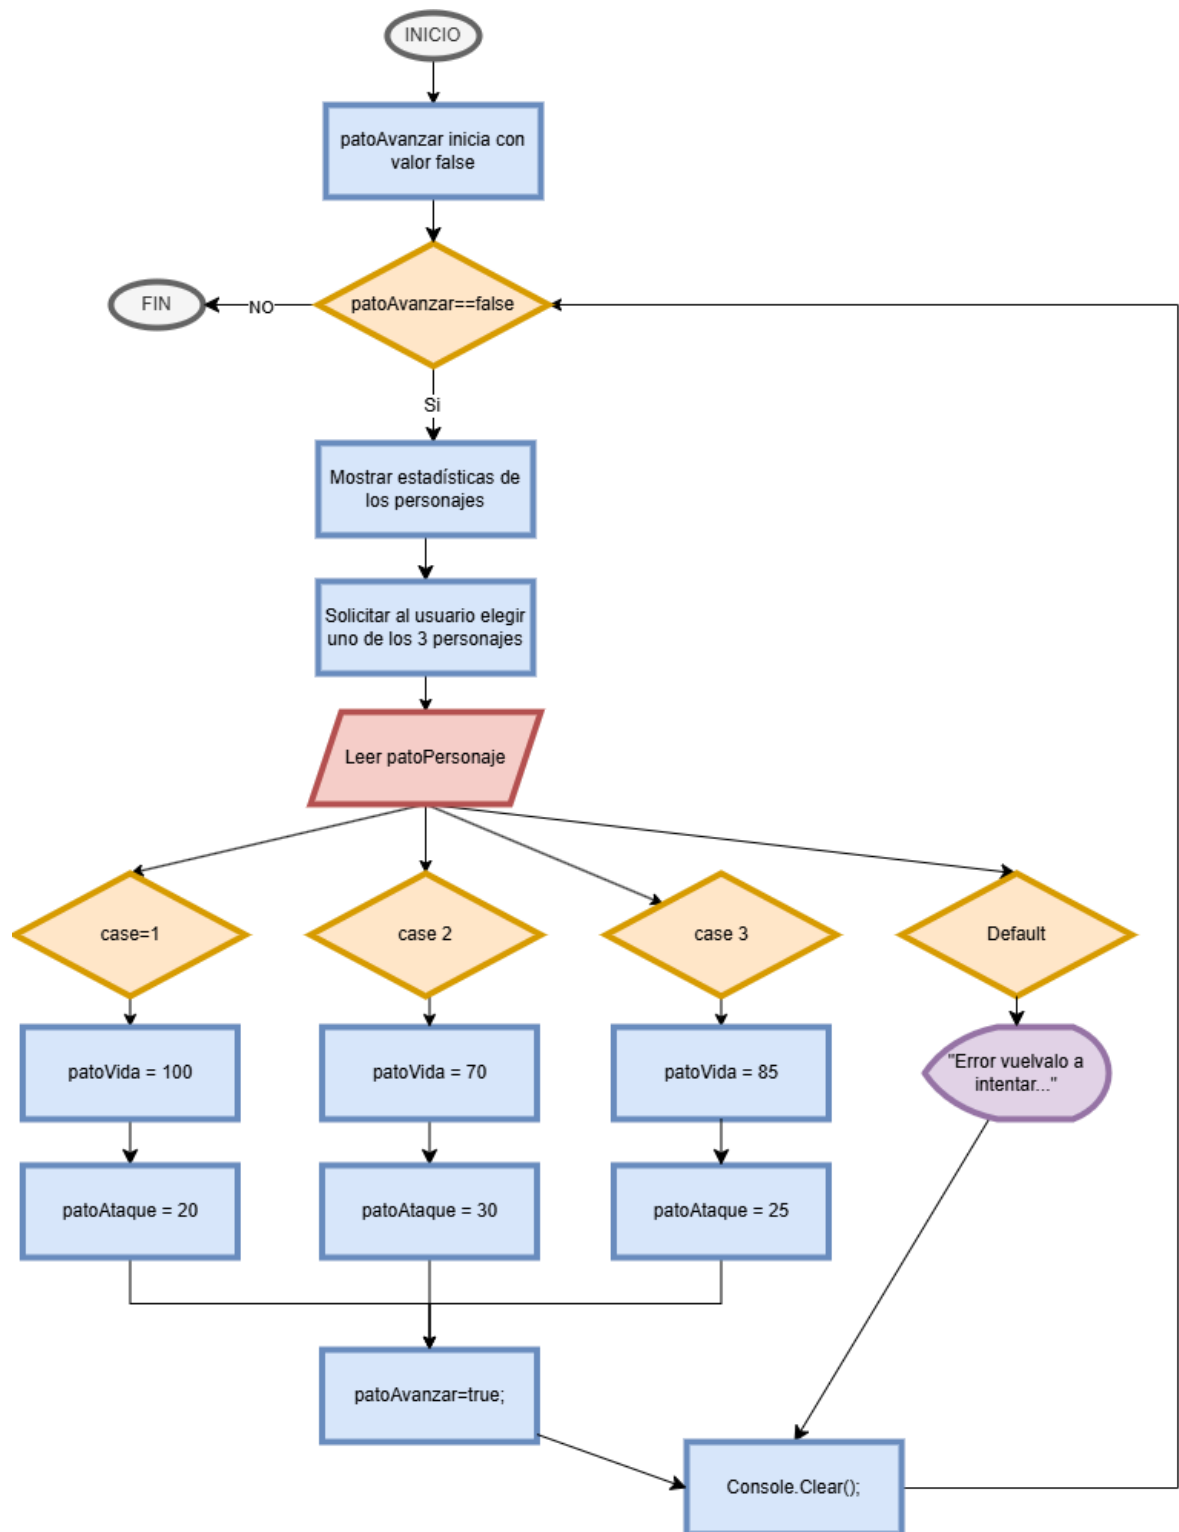 INICIO
patoAvanzar inicia con
valor false
patoAvanzar==false
NO
FIN
Si
Mostrar estadísticas de
los personajes
Solicitar al usuario elegir
uno de los 3 personajes
Leer patoPersonaje
case=1
case 2
case 3
Default
patoVida = 100
patoVida = 70
patoVida = 85
"Error vuelvalo a
intentar..."
patoAtaque = 20
patoAtaque = 30
patoAtaque = 25
patoAvanzar=true;
Console.Clear();